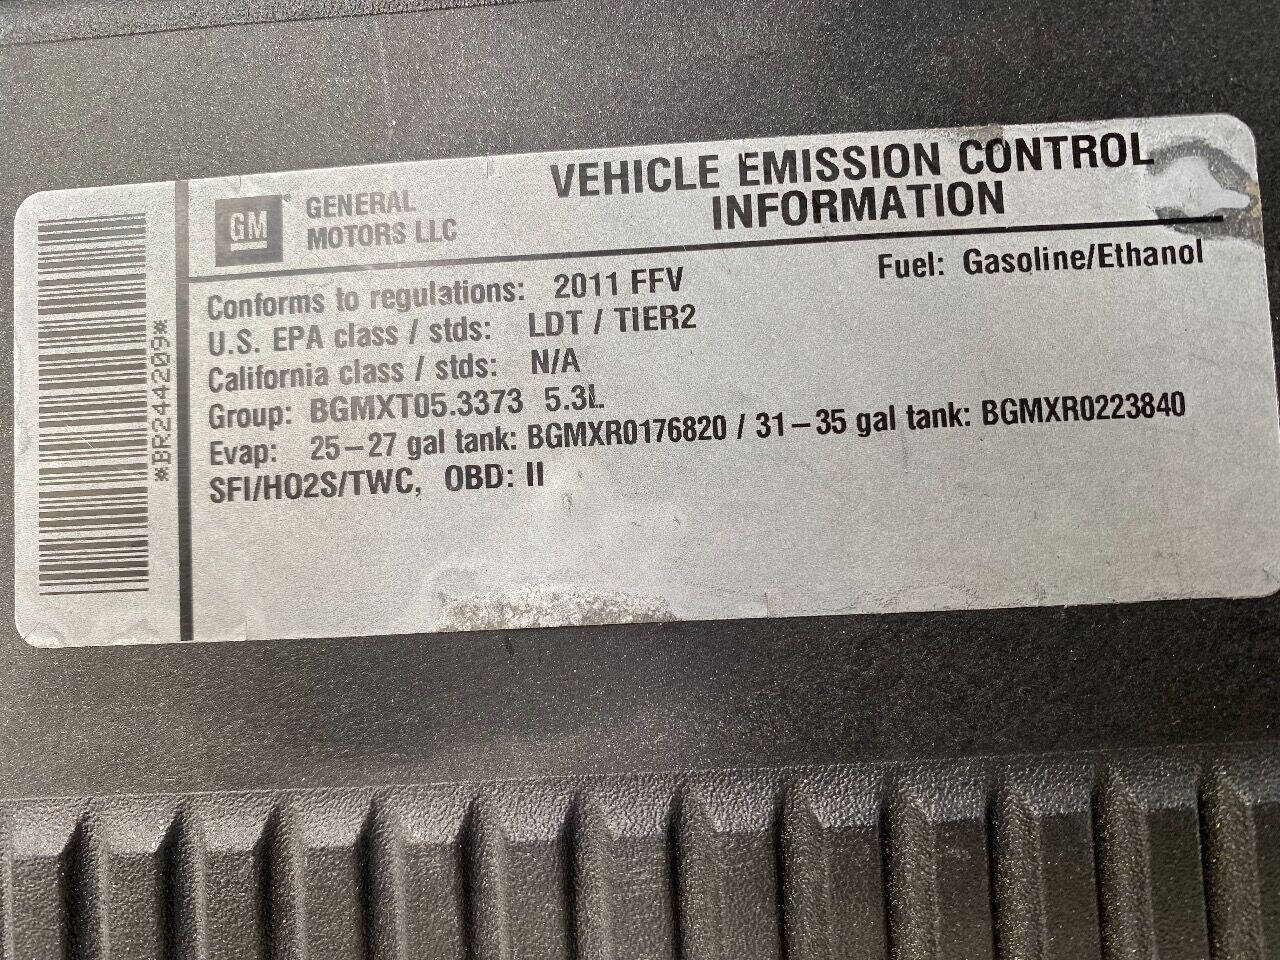 *BR244209*
GM
GENERAL
MOTORS LLC
VEHICLE EMISSION CONTROL
INFORMATION
Conforms to regulations: 2011 FFV Fuel: Gasoline/Ethanol
U.S. EPA class / stds: LDT / TIER2
California class / stds: N/A
Group: BGMXT05.3373 5.3L
Evap: 25-27 gal tank: BGMXR0176820 / 31-35 gal tank: BGMXR0223840
SFI/HO2S/TWC, OBD: II